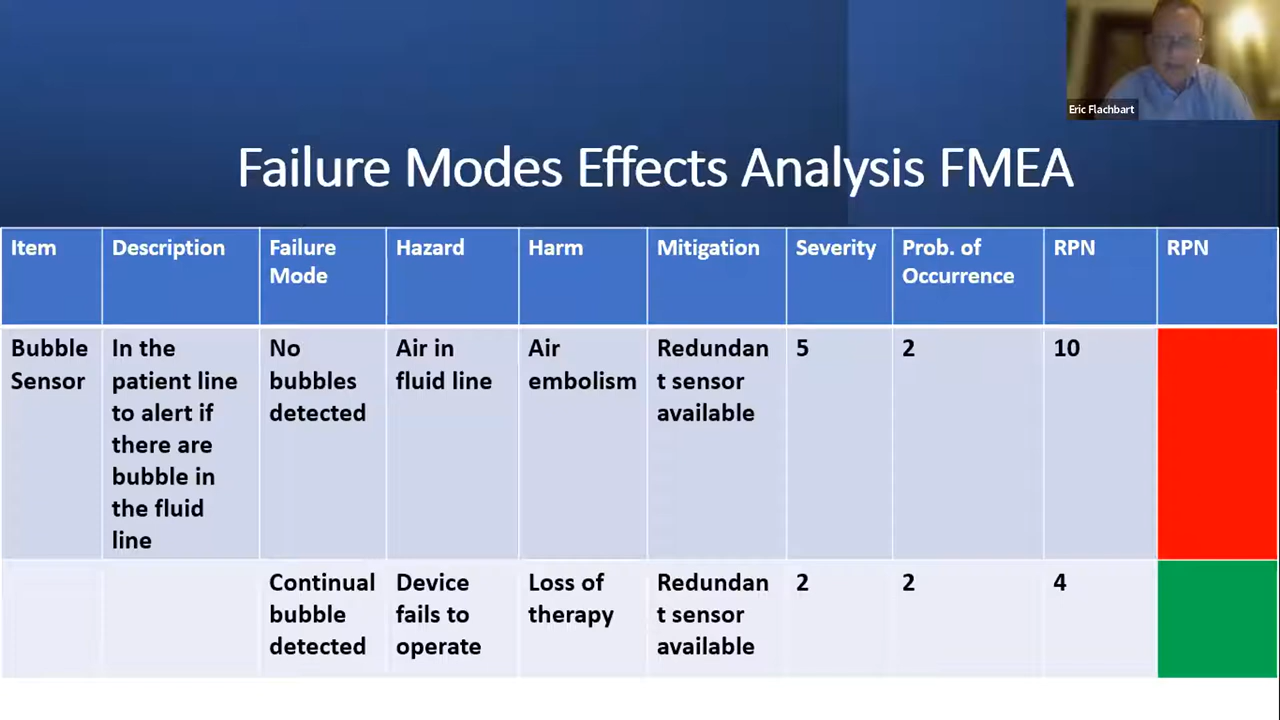 Eric Flachbart
Failure Modes Effects Analysis FMEA
Item
Description
Failure
Mode
Hazard
Harm
Mitigation
Severity
Prob. of
Occurrence
RPN
RPN
Bubble
Sensor
In the
patient line
to alert if
there are
bubble in
the fluid
line
No
bubbles
detected
Air in
fluid line
Air
embolism
Redundan
t sensor
available
5
2
10
Continual
bubble
detected
Device
fails to
operate
Loss of
therapy
Redundan
t sensor
available
2
2
4